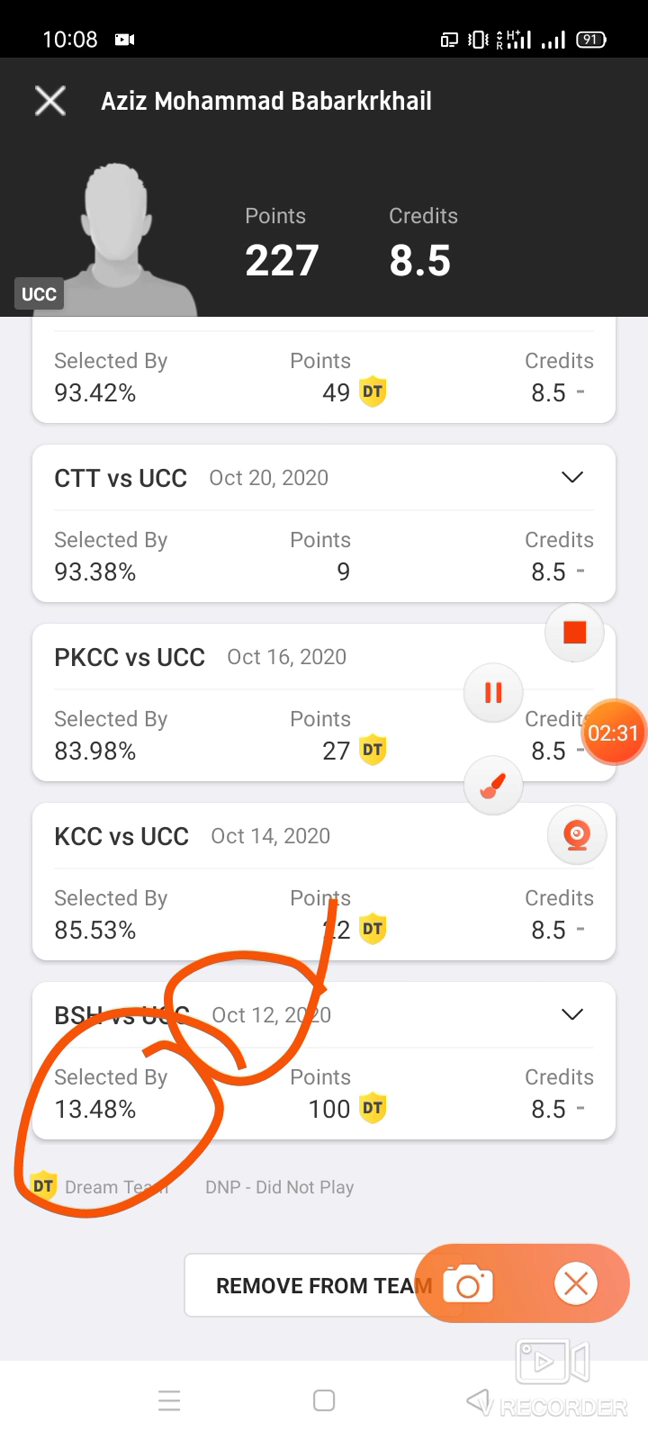 10:08 91
Aziz Mohammad Babarkrkhail
Points Credits
227 8.5
UCC
Selected By Points Credits
93.42% 49 DT 8.5 -
CTT vs UCC Oct 20, 2020
Selected By Points Credits
93.38% 9 8.5 -
PKCC vs UCC Oct 16, 2020
Selected By Points Credits
83.98% 27 DT 8.5 -
02:31
KCC vs UCC Oct 14, 2020
Selected By Points Credits
85.53% 22 DT 8.5 -
BSH vs UCC Oct 12, 2020
Selected By Points Credits
13.48% 100 DT 8.5 -
DT Dream Team DNP - Did Not Play
REMOVE FROM TEAM
V RECORDER